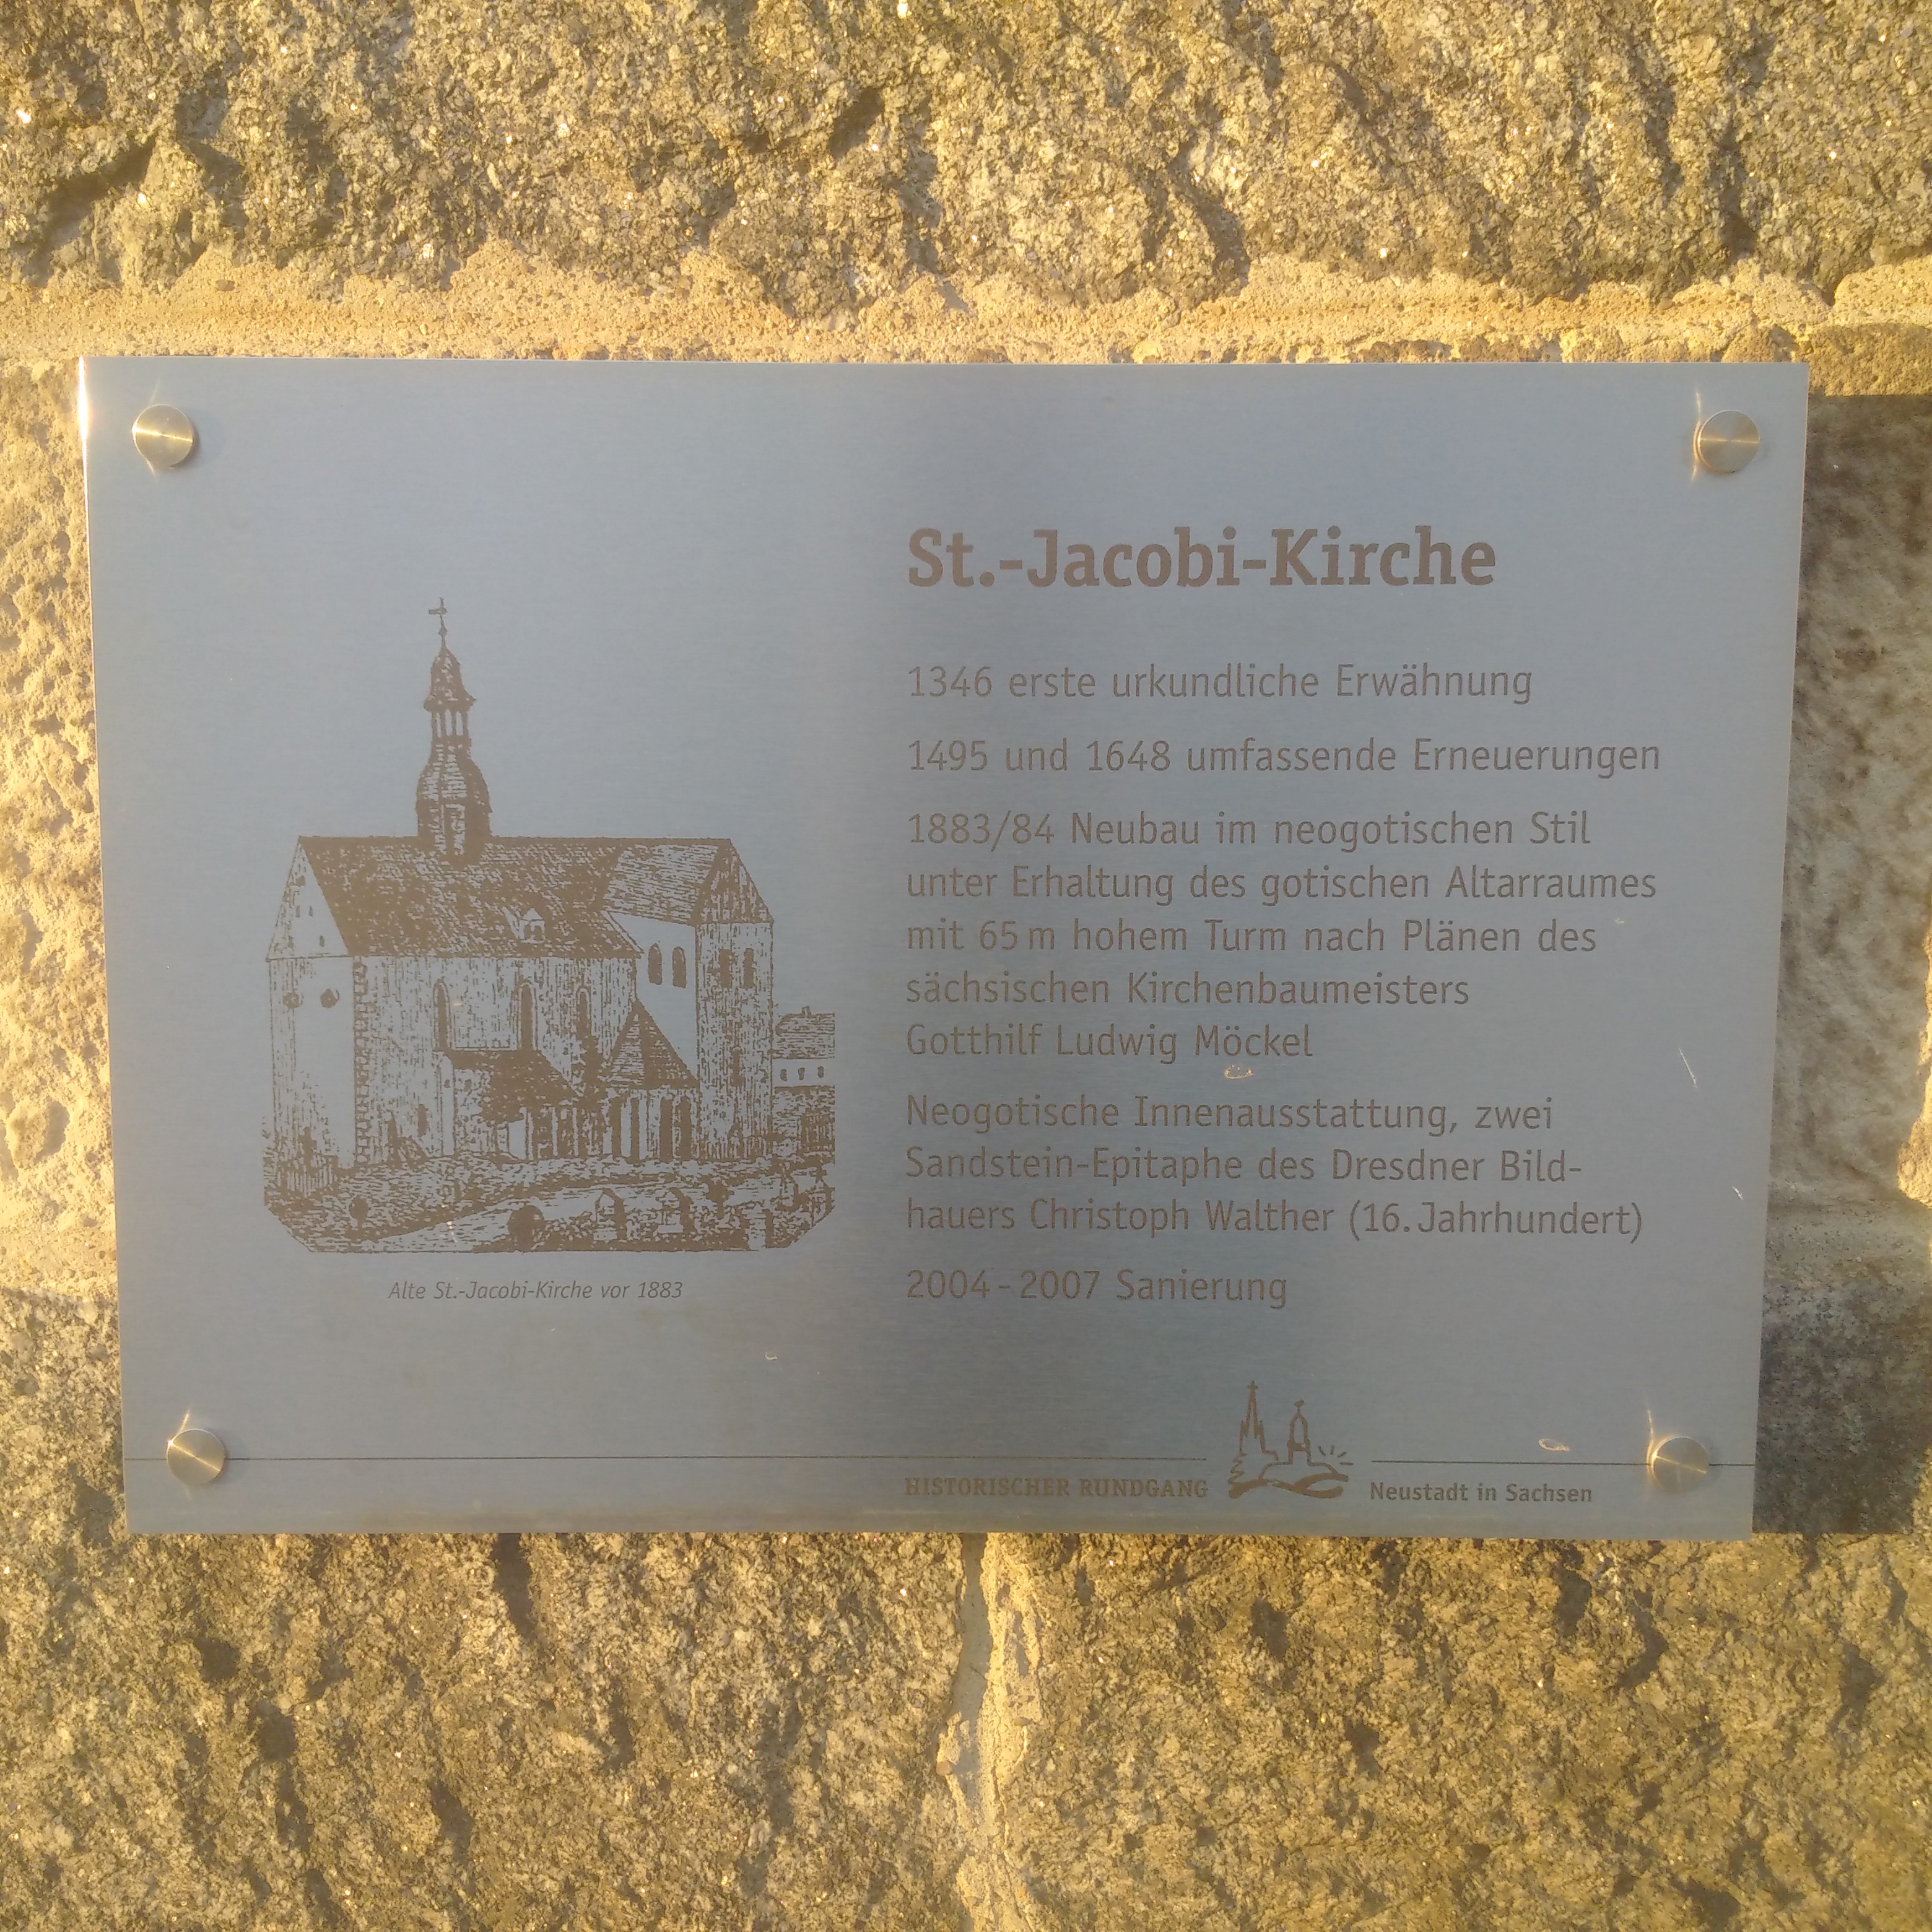 St.-Jacobi-Kirche
1346 erste urkundliche Erwähnung
1495 und 1648 umfassende Erneuerungen
1883/84 Neubau im neogotischen Stil
unter Erhaltung des gotischen Altarraumes
mit 65 m hohem Turm nach Plänen des
sächsischen Kirchenbaumeisters
Gotthilf Ludwig Möckel
Neogotische Innenausstattung, zwei
Sandstein-Epitaphe des Dresdner Bild-
hauers Christoph Walther (16. Jahrhundert)
2004 - 2007 Sanierung
Alte St.-Jacobi-Kirche vor 1883
HISTORISCHER RUNDGANG Neustadt in Sachsen